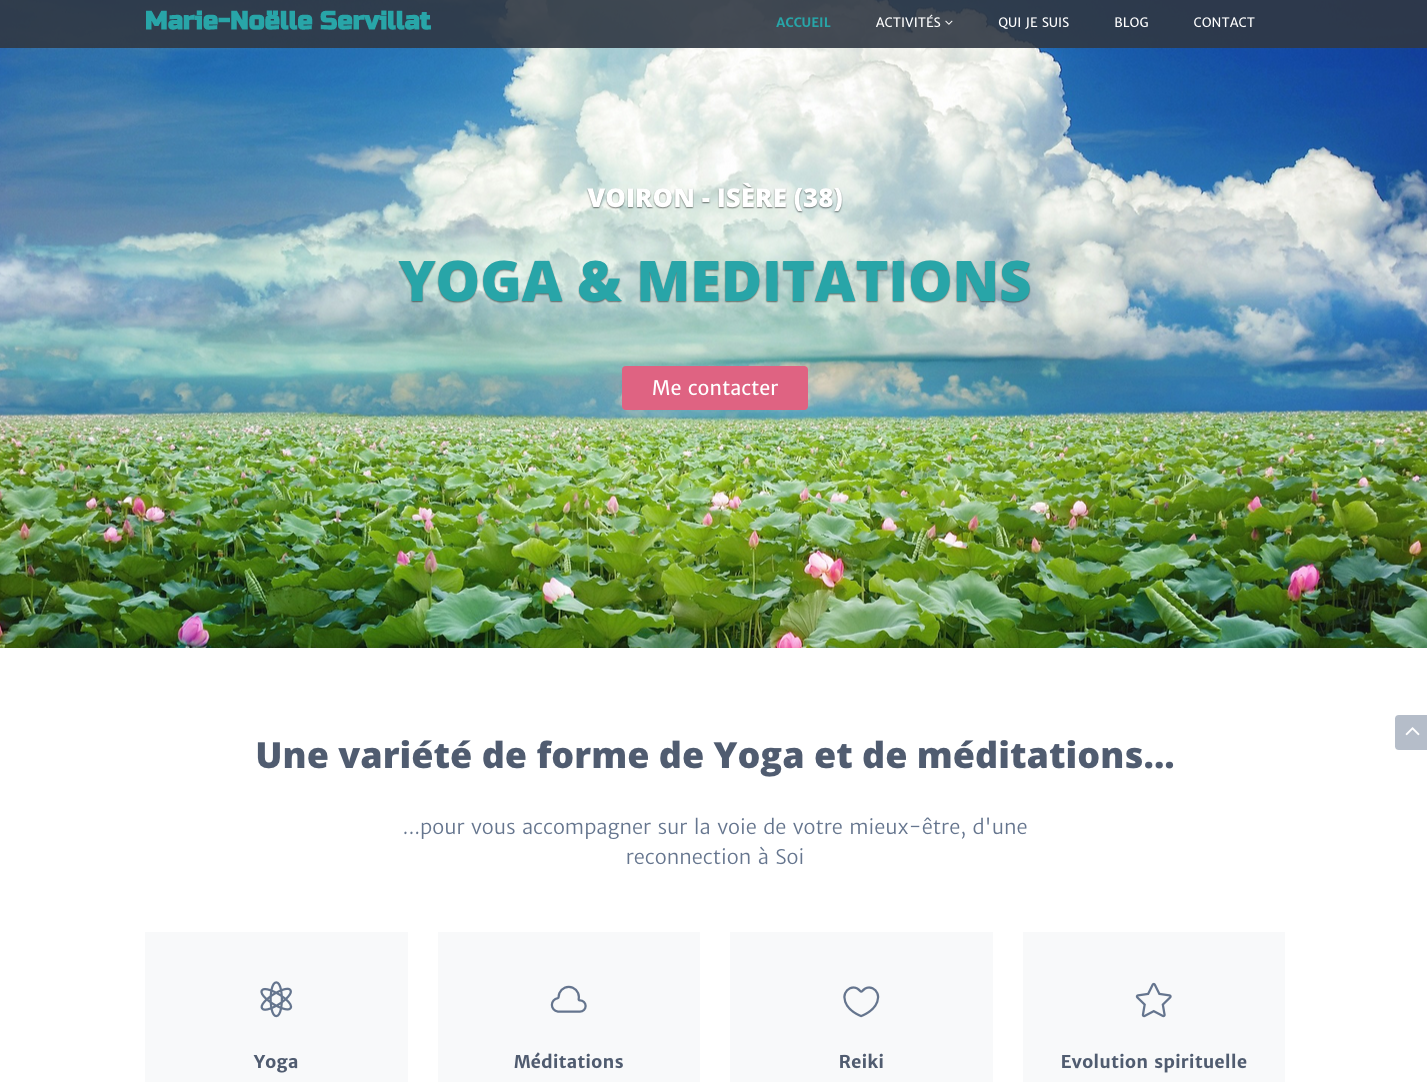 Marie-Noëlle Servillat
ACCUEIL
ACTIVITÉS
QUI JE SUIS
BLOG
CONTACT
VOIRON - ISÈRE (38)
YOGA & MEDITATIONS
Me contacter
Une variété de forme de Yoga et de méditations...
...pour vous accompagner sur la voie de votre mieux-être, d'une
reconnection à Soi
Yoga
Méditations
Reiki
Evolution spirituelle